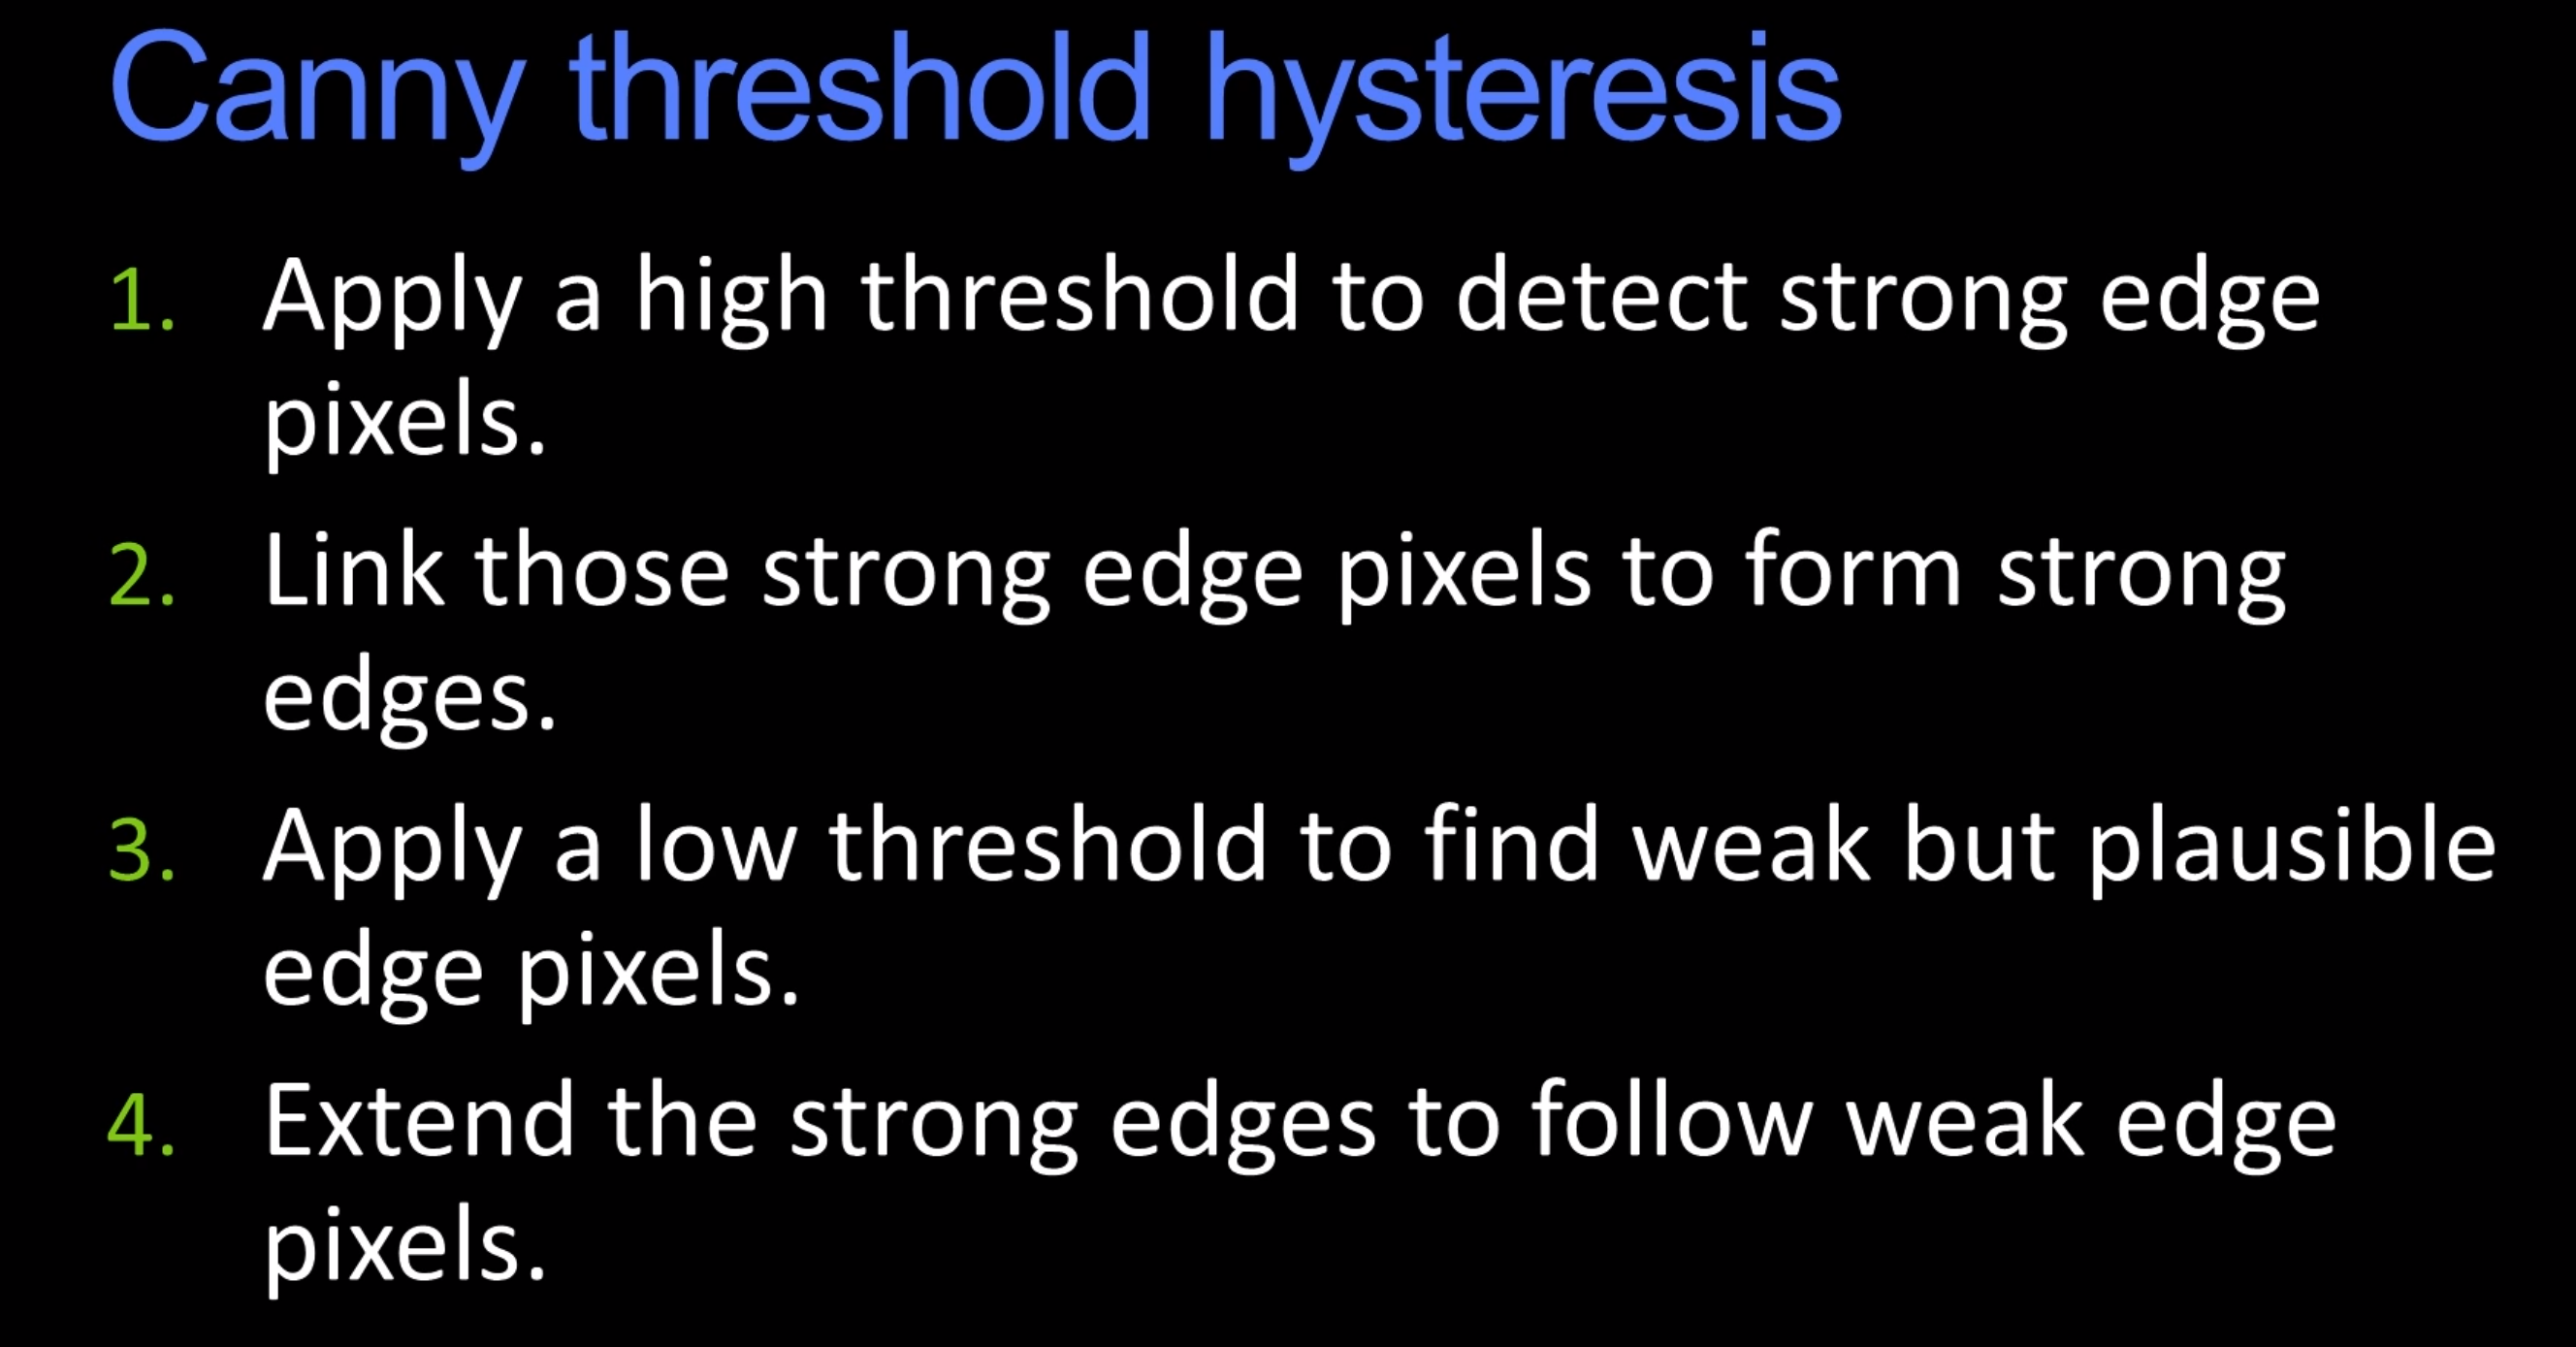 Canny threshold hysteresis
1. Apply a high threshold to detect strong edge
pixels.
2. Link those strong edge pixels to form strong
edges.
3. Apply a low threshold to find weak but plausible
edge pixels.
4. Extend the strong edges to follow weak edge
pixels.